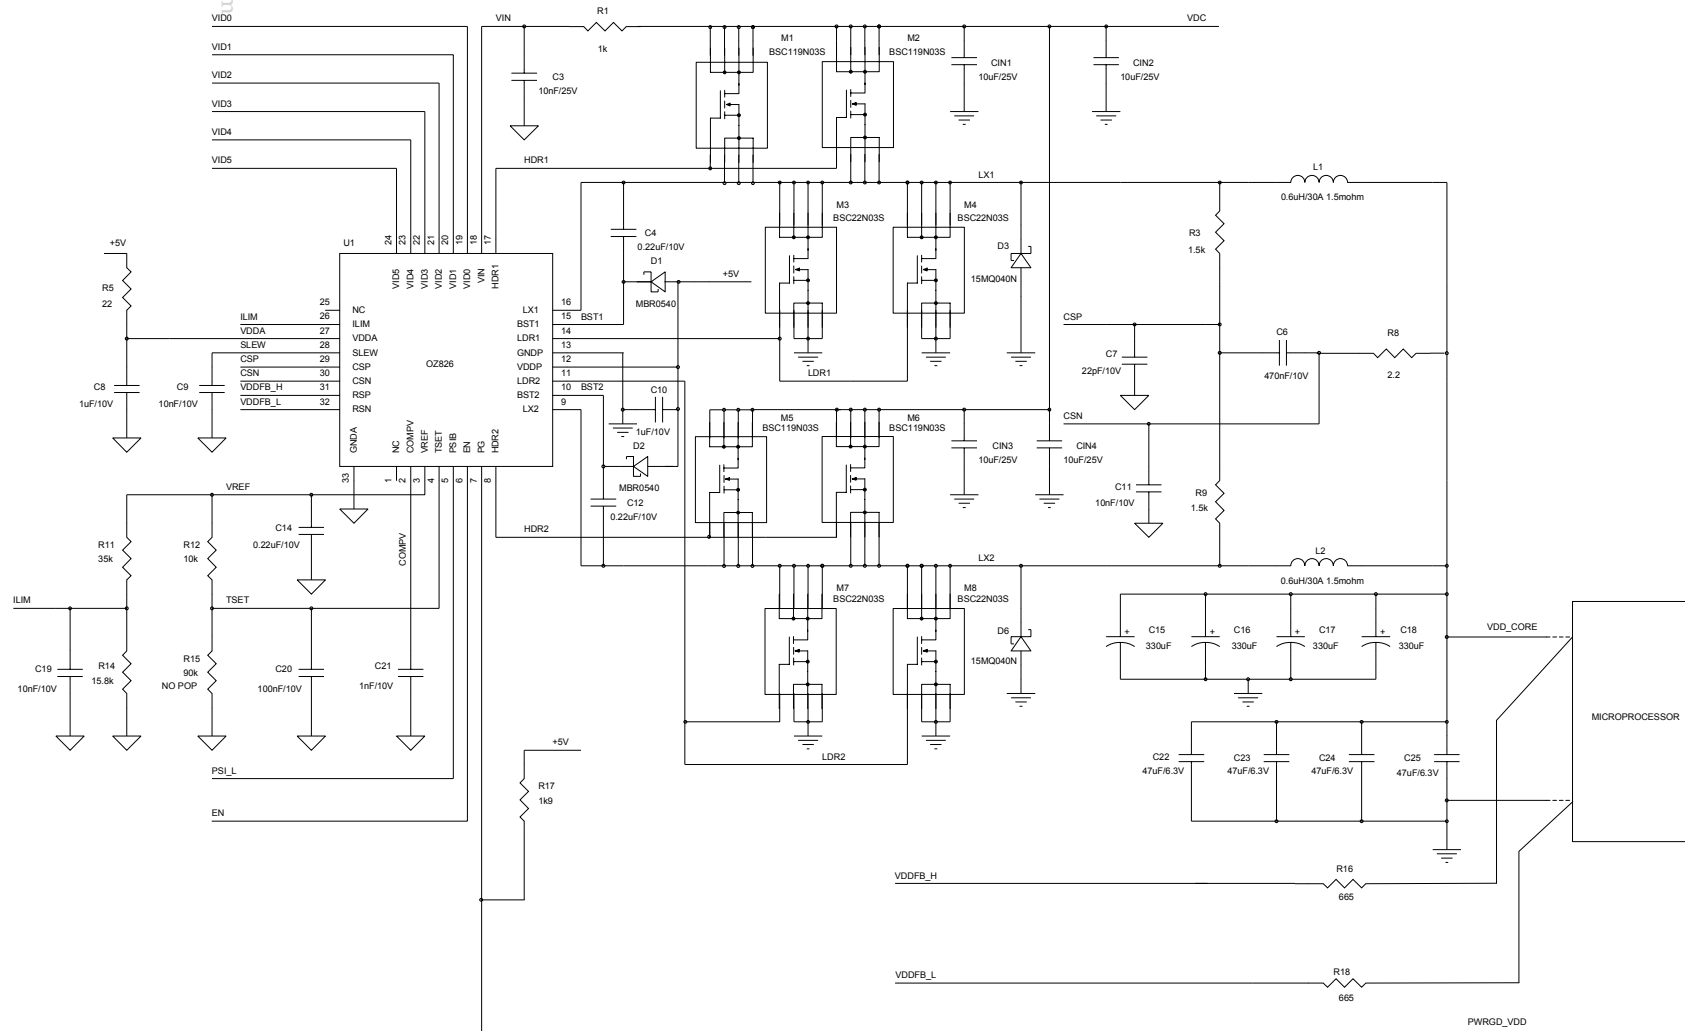 m
VID0
VID1
VID2
VID3
VID4
VID5
VIN
R1
1k
VDC
C3
10nF/25V
M1
BSC119N03S
M2
BSC119N03S
CIN1
10uF/25V
CIN2
10uF/25V
HDR1
LX1
L1
0.6uH/30A 1.5mohm
M3
BSC22N03S
M4
BSC22N03S
D3
15MQ040N
R3
1.5k
C4
0.22uF/10V
D1
MBR0540
+5V
+5V
R5
22
U1
24
23
22
21
20
19
18
17
VID5
VID4
VID3
VID2
VID1
VID0
VIN
HDR1
25
NC
26
ILIM
27
VDDA
28
SLEW
29
CSP
30
CSN
31
RSP
32
RSN
ILIM
VDDA
SLEW
CSP
CSN
VDDFB_H
VDDFB_L
OZ826
LX1
16
BST1
15
BST1
LDR1
14
GNDP
13
VDDP
12
LDR2
11
BST2
10
BST2
LX2
9
GNDA
NC
COMPV
VREF
TSET
PSIB
EN
PG
HDR2
33
1
2
3
4
5
6
7
8
C8
1uF/10V
C9
10nF/10V
LDR1
C10
1uF/10V
D2
MBR0540
C12
0.22uF/10V
CSP
C7
22pF/10V
C6
470nF/10V
R8
2.2
CSN
C11
10nF/10V
R9
1.5k
M5
BSC119N03S
M6
BSC119N03S
CIN3
10uF/25V
CIN4
10uF/25V
VREF
C14
0.22uF/10V
R11
35k
R12
10k
COMPV
HDR2
LX2
L2
0.6uH/30A 1.5mohm
M7
BSC22N03S
M8
BSC22N03S
D6
15MQ040N
ILIM
TSET
C19
10nF/10V
R14
15.8k
R15
90k
NO POP
C20
100nF/10V
C21
1nF/10V
C15
330uF
C16
330uF
C17
330uF
C18
330uF
+
+
+
+
VDD_CORE
MICROPROCESSOR
C22
47uF/6.3V
C23
47uF/6.3V
C24
47uF/6.3V
C25
47uF/6.3V
LDR2
+5V
R17
1k9
PSI_L
EN
VDDFB_H
R16
665
VDDFB_L
R18
665
PWRGD_VDD